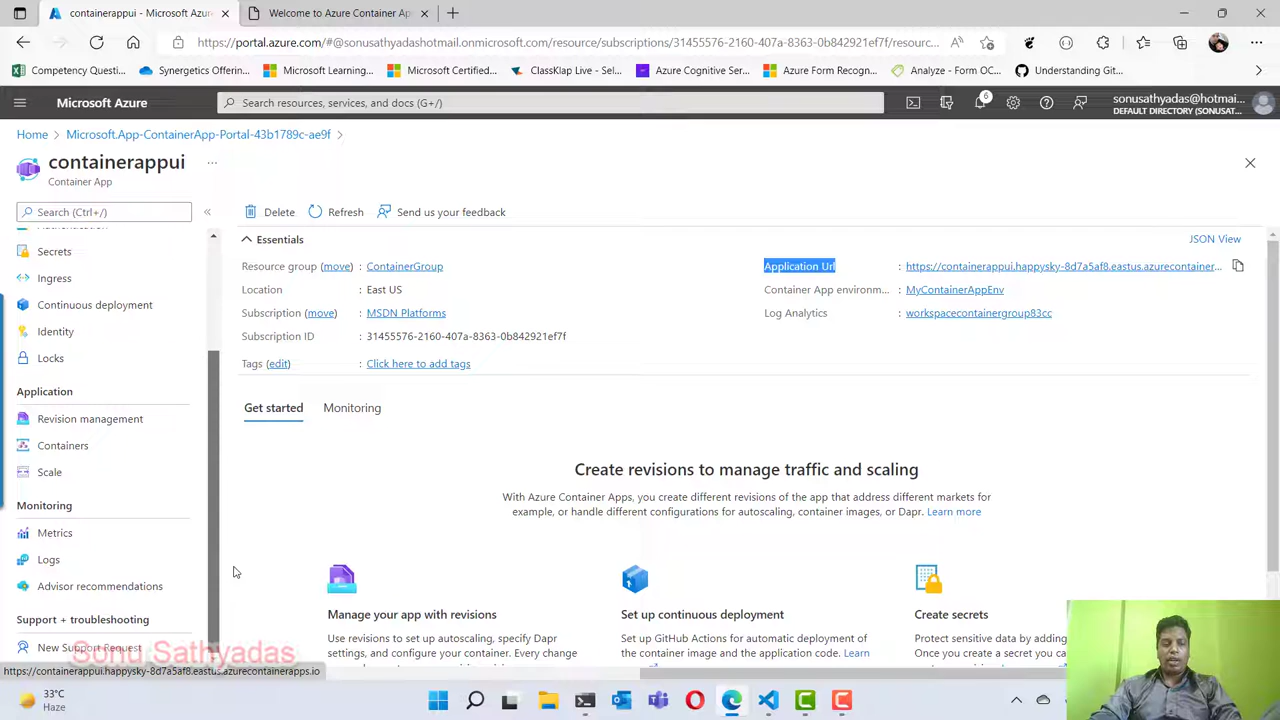 containerappui - Microsoft Azure
Welcome to Azure Container Ap
https://portal.azure.com/#@sonusathyadashotmail.onmicrosoft.com/resource/subscriptions/31455576-2160-407a-8363-0b842921ef7f/resourc...
Competency Questi...
Synergetics Offerin...
Microsoft Learning...
Microsoft Certified...
ClassKlap Live - Sel...
Azure Cognitive Ser...
Azure Form Recogn...
Analyze - Form OC...
Understanding Git...
Microsoft Azure
Search resources, services, and docs (G+/)
6
sonusathyadas@hotmai...
DEFAULT DIRECTORY (SONUSAT...
Home > Microsoft.App-ContainerApp-Portal-43b1789c-ae9f >
containerappui ...
Container App
Search (Ctrl+/)
«
Delete
Refresh
Send us your feedback
Essentials
JSON View
Resource group (move) : ContainerGroup
Location : East US
Subscription (move) : MSDN Platforms
Subscription ID : 31455576-2160-407a-8363-0b842921ef7f
Tags (edit) : Click here to add tags
Application Url : https://containerappui.happysky-8d7a5af8.eastus.azurecontainer...
Container App environm... : MyContainerAppEnv
Log Analytics : workspacecontainergroup83cc
Authentication
Secrets
Ingress
Continuous deployment
Identity
Locks
Application
Revision management
Containers
Scale
Monitoring
Metrics
Logs
Advisor recommendations
Support + troubleshooting
New Support Request
Get started
Monitoring
Create revisions to manage traffic and scaling
With Azure Container Apps, you create different revisions of the app that address different markets for
example, or handle different configurations for autoscaling, container images, or Dapr. Learn more
Manage your app with revisions
Use revisions to set up autoscaling, specify Dapr
settings, and configure your container. Every change
Set up continuous deployment
Set up GitHub Actions for automatic deployment of
the container image and the application code. Learn
Create secrets
Protect sensitive data by adding
Once you create a secret you ca
Sonu Sathyadas
https://containerappui.happysky-8d7a5af8.eastus.azurecontainerapps.io
33°C
Haze